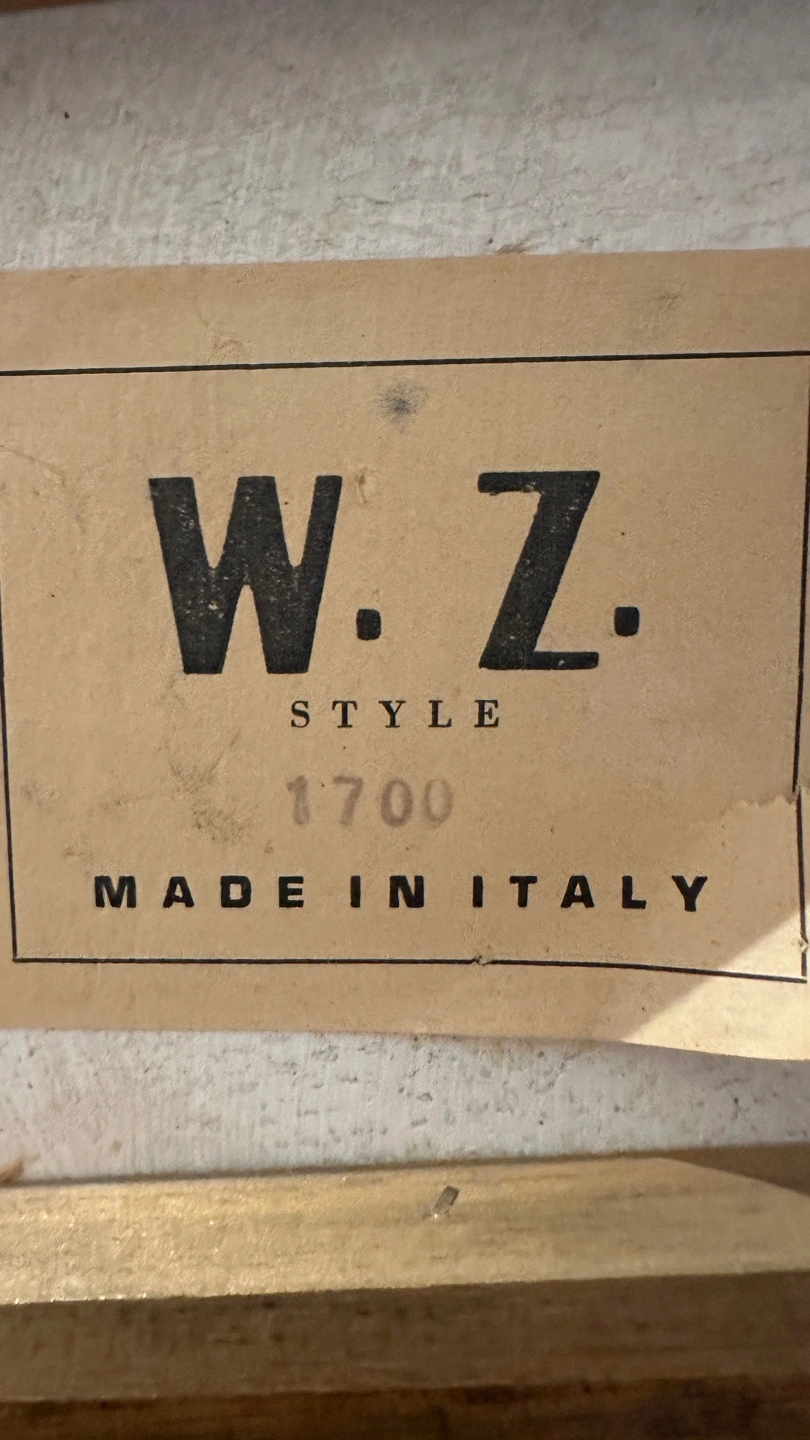 W. Z.
STYLE
1700
MADE IN ITALY